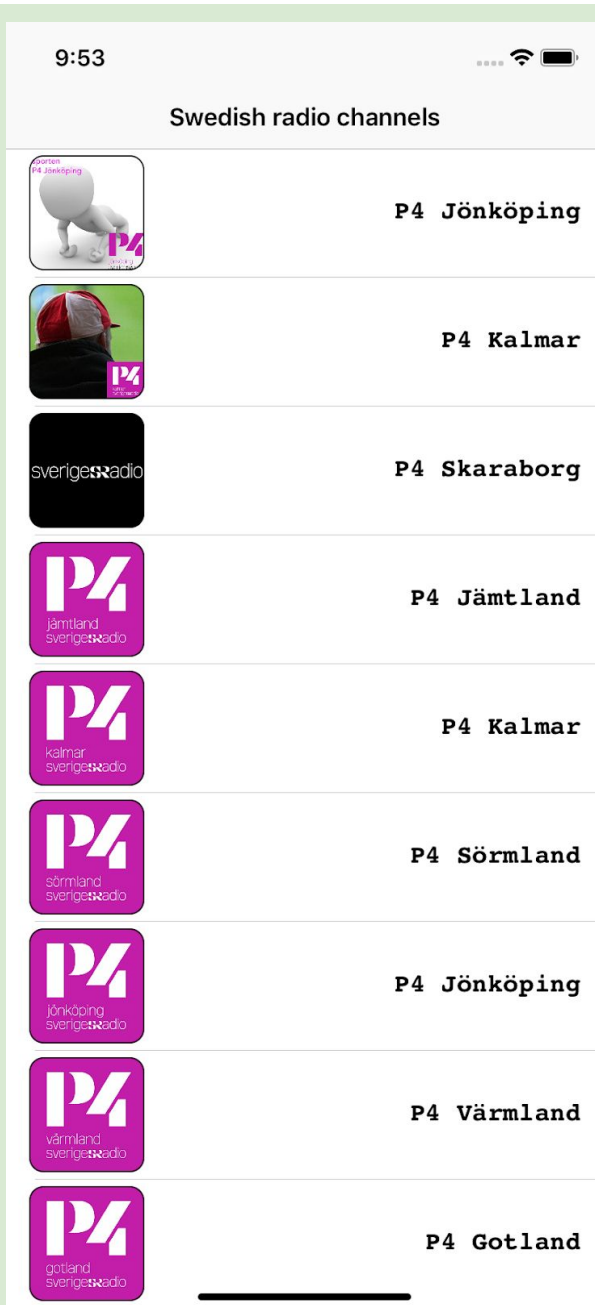 9:53
Swedish radio channels
sporten
P4 Jönköping
P4
jönköping
P4 Jönköping
P4
kalmar
P4 Kalmar
sverigesradio
P4 Skaraborg
P4
jämtland
sverigesradio
P4 Jämtland
P4
kalmar
sverigesradio
P4 Kalmar
P4
sörmland
sverigesradio
P4 Sörmland
P4
jönköping
sverigesradio
P4 Jönköping
P4
värmland
sverigesradio
P4 Värmland
P4
gotland
sverigesradio
P4 Gotland